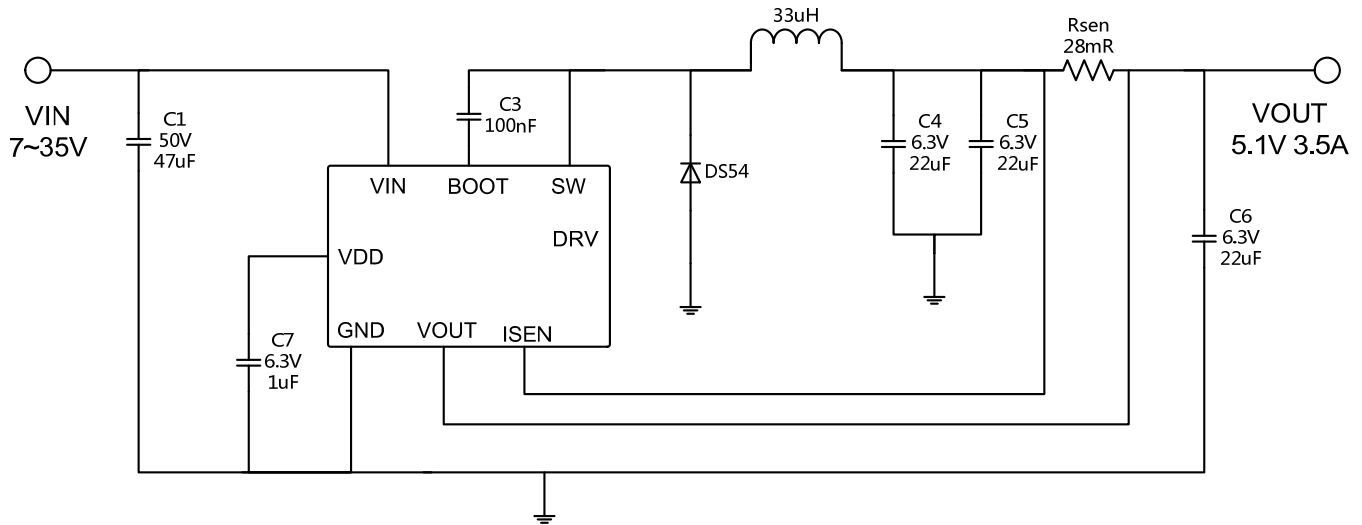 33uH
Rsen
28mR
VIN
7~35V
C1
50V
47uF
C3
100nF
C4
6.3V
22uF
C5
6.3V
22uF
VOUT
5.1V 3.5A
VIN
BOOT
SW
DS54
DRV
C6
6.3V
22uF
VDD
GND
VOUT
ISEN
C7
6.3V
1uF